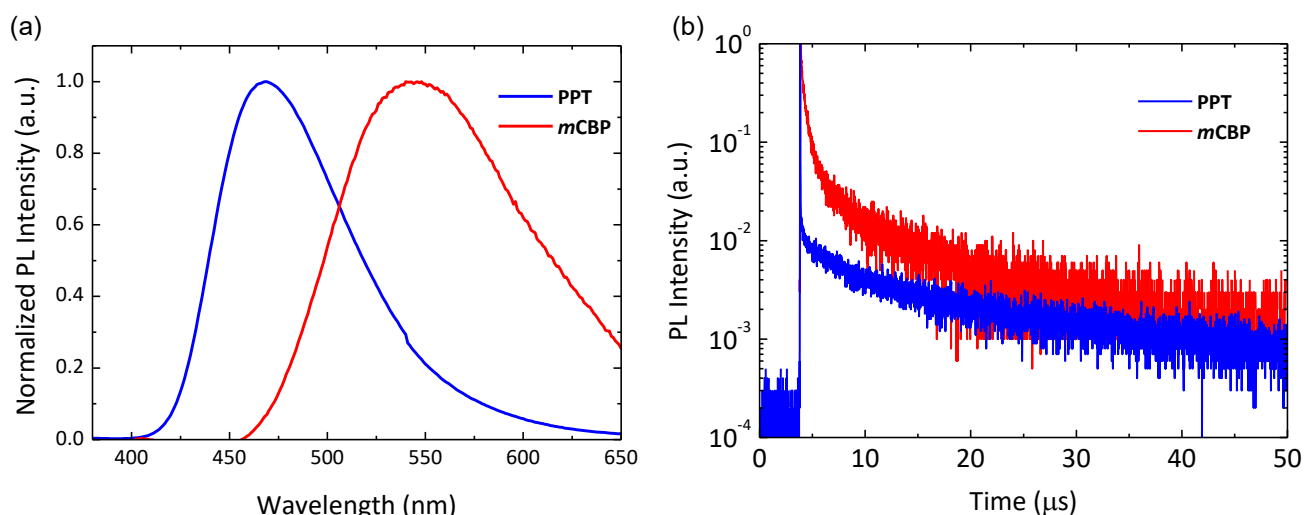 (a)
Normalized PL Intensity (a.u.)
1.0
0.8
0.6
0.4
0.2
0.0
PPT
mCBP
400 450 500 550 600 650
Wavelength (nm)
(b)
PL Intensity (a.u.)
10^0
10^-1
10^-2
10^-3
10^-4
PPT
mCBP
0 10 20 30 40 50
Time (μs)